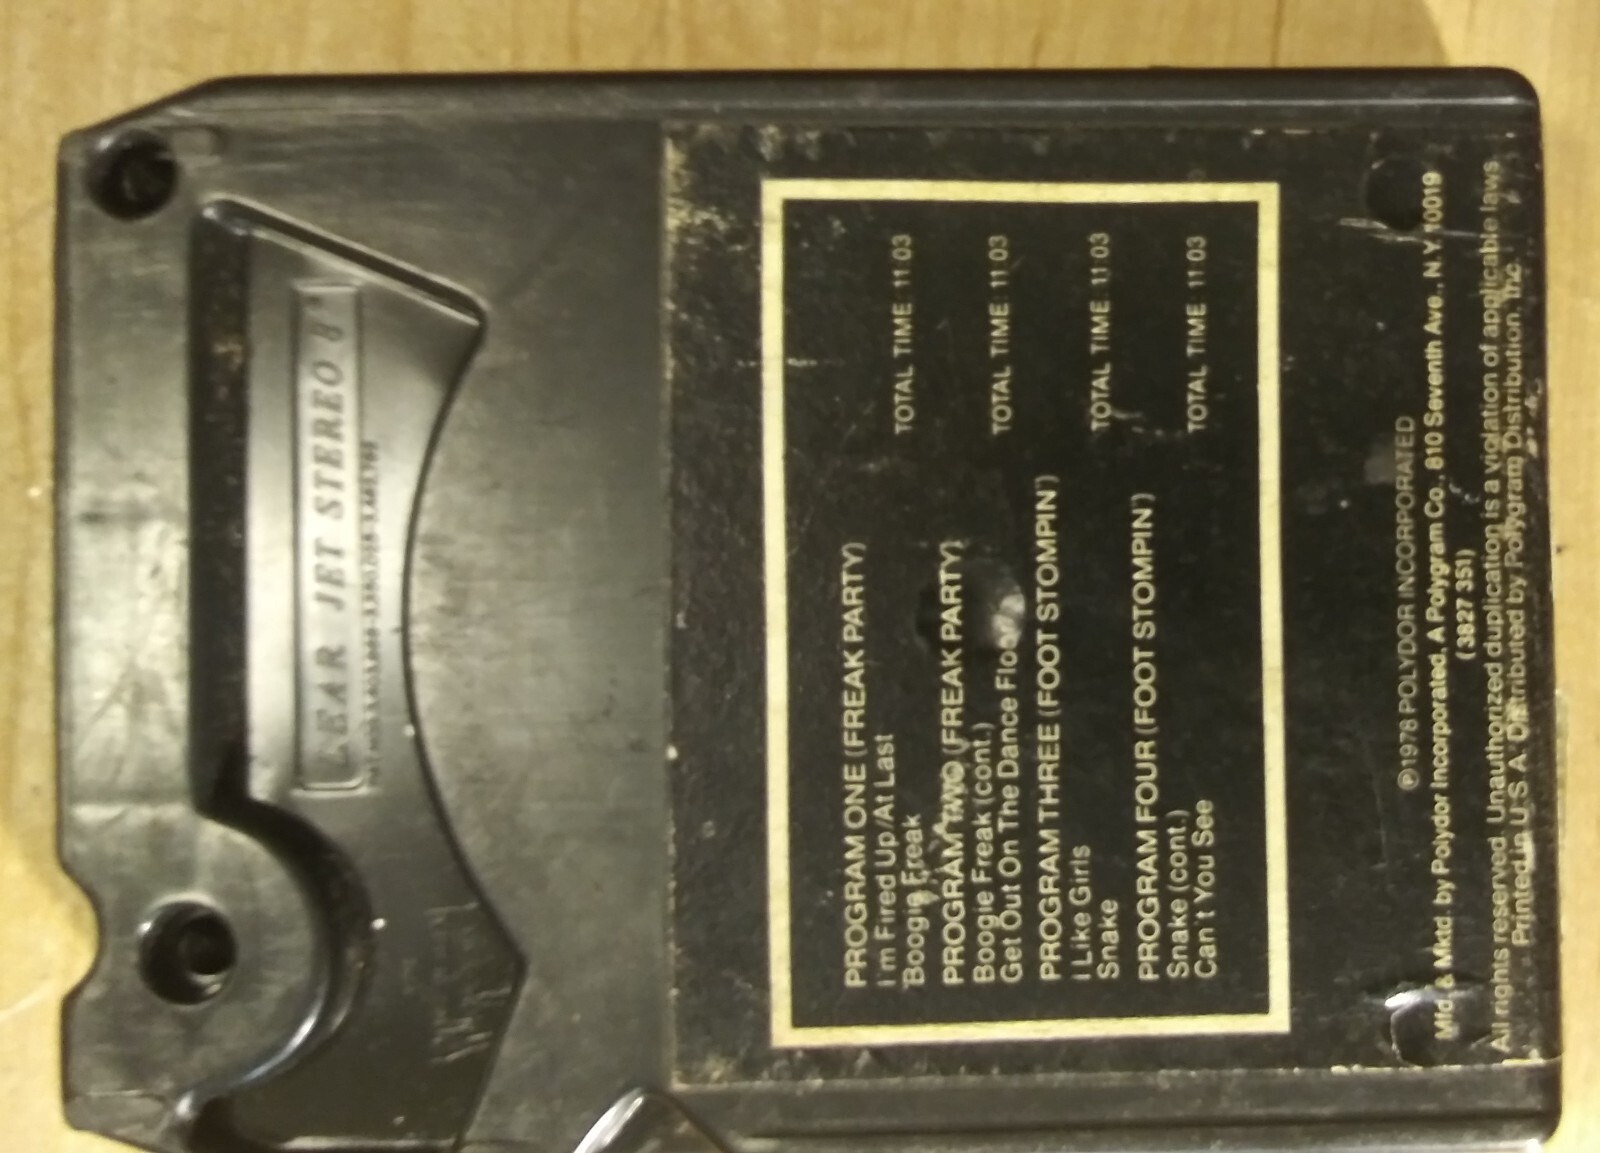 LEAR JET STEREO 8
PROGRAM ONE (FREAK PARTY) TOTAL TIME 11:03
I'm Fired Up/At Last
'Boogie Freak
PROGRAM TWO (FREAK PARTY) TOTAL TIME 11:03
Boogie Freak (cont.)
Get Out On The Dance Floor
PROGRAM THREE (FOOT STOMPIN') TOTAL TIME 11:03
I Like Girls
Snake
PROGRAM FOUR (FOOT STOMPIN') TOTAL TIME 11:03
Snake (cont.)
Can't You See
℗1978 POLYDOR INCORPORATED
Mfd. & Mktd. by Polydor Incorporated, A Polygram Co., 810 Seventh Ave., N.Y. 10019
(3827 3S1)
All rights reserved. Unauthorized duplication is a violation of applicable laws.
Printed in U.S.A. Distributed by Polygram Distribution, Inc.